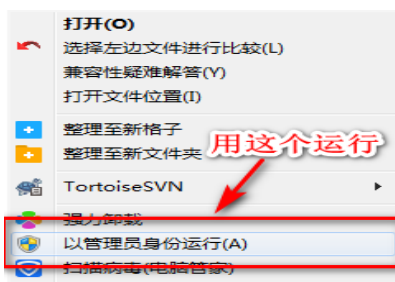 打开(O)
选择左边文件进行比较(L)
兼容性疑难解答(Y)
打开文件位置(I)
整理至新格子
整理至新文件夹
用这个运行
TortoiseSVN
强力卸载
以管理员身份运行(A)
扫描病毒(电脑管家)